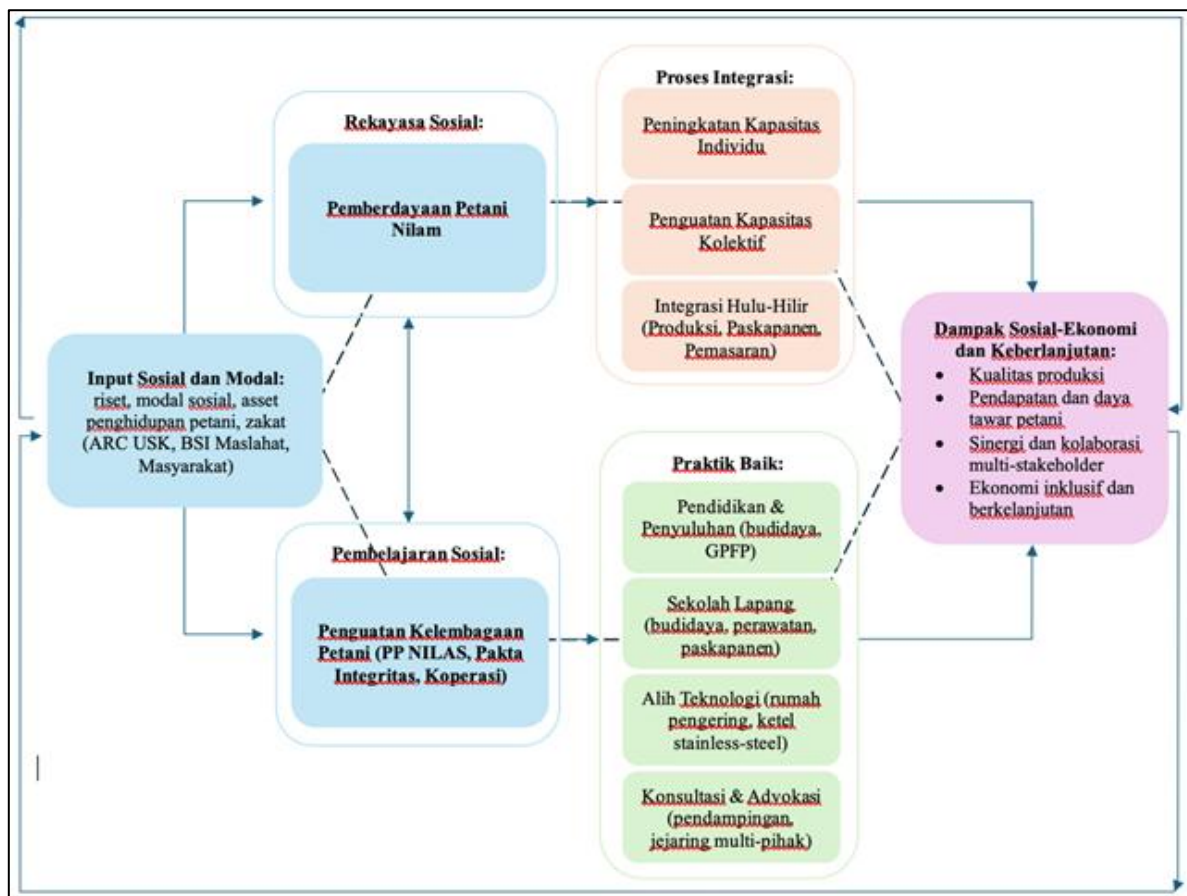 Proses Integrasi:
Peningkatan Kapasitas
Individu
Penguatan Kapasitas
Kolektif
Integrasi Hulu-Hilir
(Produksi, Paskapanen,
Pemasaran)
Rekayasa Sosial:
Pemberdayaan Petani
Nilam
Input Sosial dan Modal:
riset, modal sosial, asset
penghidupan petani, zakat
(ARC USK, BSI Maslahat,
Masyarakat)
Pembelajaran Sosial:
Penguatan Kelembagaan
Petani (PP NILAS, Pakta
Integritas, Koperasi)
Praktik Baik:
Pendidikan &
Penyuluhan (budidaya,
GPFP)
Sekolah Lapang
(budidaya, perawatan,
paskapanen)
Alih Teknologi (rumah
pengering, ketel
stainless-steel)
Konsultasi & Advokasi
(pendampingan,
jejaring multi-pihak)
Dampak Sosial-Ekonomi
dan Keberlanjutan:
• Kualitas produksi
• Pendapatan dan daya
tawar petani
• Sinergi dan kolaborasi
multi-stakeholder
• Ekonomi inklusif dan
berkelanjutan